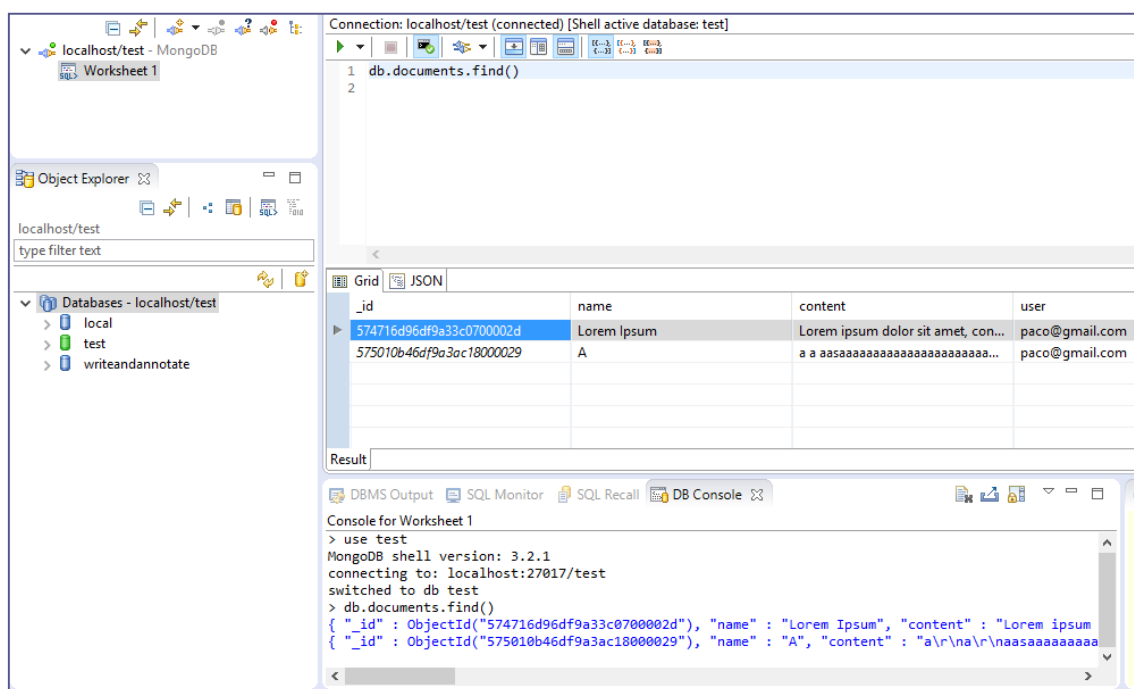 localhost/test - MongoDB
SQL> Worksheet 1
Object Explorer
SQL>
localhost/test
type filter text
Databases - localhost/test
local
test
writeandannotate
Connection: localhost/test (connected) [Shell active database: test]
1 db.documents.find()
2
Grid JSON
_id name content user
574716d96df9a33c0700002d Lorem Ipsum Lorem ipsum dolor sit amet, con... paco@gmail.com
575010b46df9a3ac18000029 A a a aasaaaaaaaaaaaaaaaaaaaaaaa... paco@gmail.com
Result
DBMS Output SQL Monitor SQL Recall DB Console
Console for Worksheet 1
> use test
MongoDB shell version: 3.2.1
connecting to: localhost:27017/test
switched to db test
> db.documents.find()
{ "_id" : ObjectId("574716d96df9a33c0700002d"), "name" : "Lorem Ipsum", "content" : "Lorem ipsum
{ "_id" : ObjectId("575010b46df9a3ac18000029"), "name" : "A", "content" : "a\r\na\r\naasaaaaaaaaa